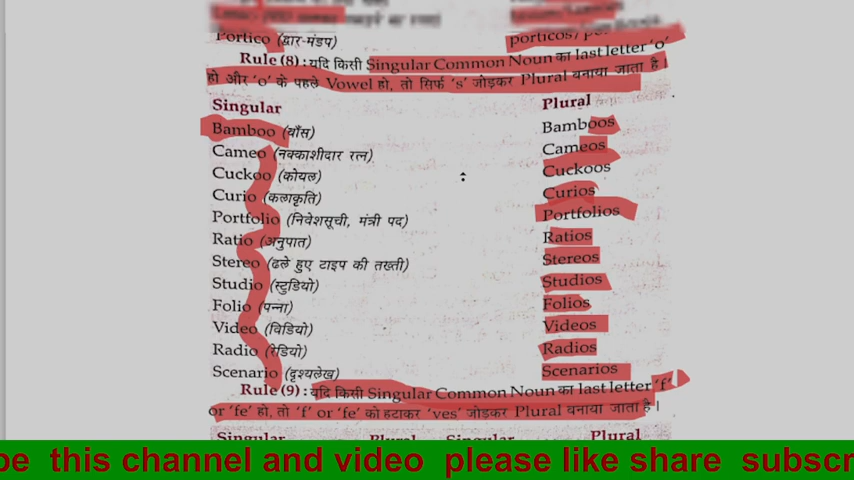 Portico (द्वार-मंडप) porticos/
Rule (8) : यदि किसी Singular Common Noun का last letter 'o'
हो और 'o' के पहले Vowel हो, तो सिर्फ 's' जोड़कर Plural बनाया जाता है।
Singular Plural
Bamboo (बाँस) Bamboos
Cameo (नक्काशीदार रत्न) Cameos
Cuckoo (कोयल) Cuckoos
Curio (कलाकृति) Curios
Portfolio (निवेशसूची, मंत्री पद) Portfolios
Ratio (अनुपात) Ratios
Stereo (ढले हुए टाइप की तख्ती) Stereos
Studio (स्टुडियो) Studios
Folio (पन्ना) Folios
Video (विडियो) Videos
Radio (रेडियो) Radios
Scenario (दृश्यलेख) Scenarios
Rule (9) : यदि किसी Singular Common Noun का last letter 'f'
or 'fe' हो, तो 'f' or 'fe' को हटाकर 'ves' जोड़कर Plural बनाया जाता है।
Singular Plural Singular Plural
be this channel and video please like share subscr